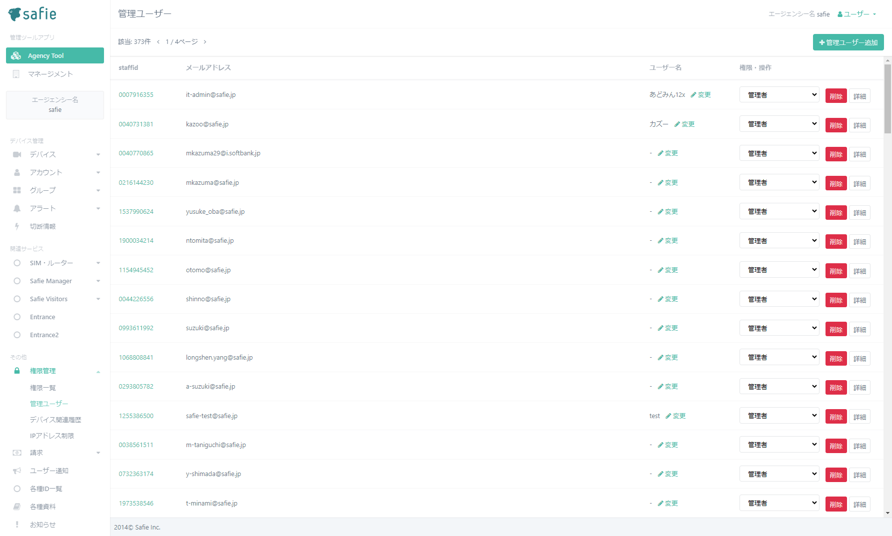 safie
管理ツールアプリ
Agency Tool
マネージメント
エージェンシー名
safie
デバイス管理
デバイス
アカウント
グループ
アラート
切断情報
関連サービス
SIM・ルーター
Safie Manager
Safie Visitors
Entrance
Entrance2
その他
権限管理
権限一覧
管理ユーザー
デバイス関連履歴
IPアドレス制限
請求
ユーザー通知
各種ID一覧
各種資料
お知らせ
管理ユーザー
エージェンシー名 safie ユーザー
該当: 373件 < 1 / 4ページ >
+管理ユーザー追加
staffid メールアドレス ユーザー名 権限・操作
0007916355 it-admin@safie.jp あどみん12x 変更 管理者 削除 詳細
0040731381 kazoo@safie.jp カズー 変更 管理者 削除 詳細
0040770865 mkazuma29@i.softbank.jp - 変更 管理者 削除 詳細
0216144230 mkazuma@safie.jp - 変更 管理者 削除 詳細
1537990624 yusuke_oba@safie.jp - 変更 管理者 削除 詳細
1900034214 ntomita@safie.jp - 変更 管理者 削除 詳細
1154945452 otomo@safie.jp - 変更 管理者 削除 詳細
0044226556 shinno@safie.jp - 変更 管理者 削除 詳細
0993611992 suzuki@safie.jp - 変更 管理者 削除 詳細
1068808841 longshen.yang@safie.jp - 変更 管理者 削除 詳細
0293805782 a-suzuki@safie.jp - 変更 管理者 削除 詳細
1255386500 safie-test@safie.jp test 変更 管理者 削除 詳細
0038561511 m-taniguchi@safie.jp - 変更 管理者 削除 詳細
0732363174 y-shimada@safie.jp - 変更 管理者 削除 詳細
1973538546 t-minami@safie.jp - 変更 管理者 削除 詳細
2014© Safie Inc.